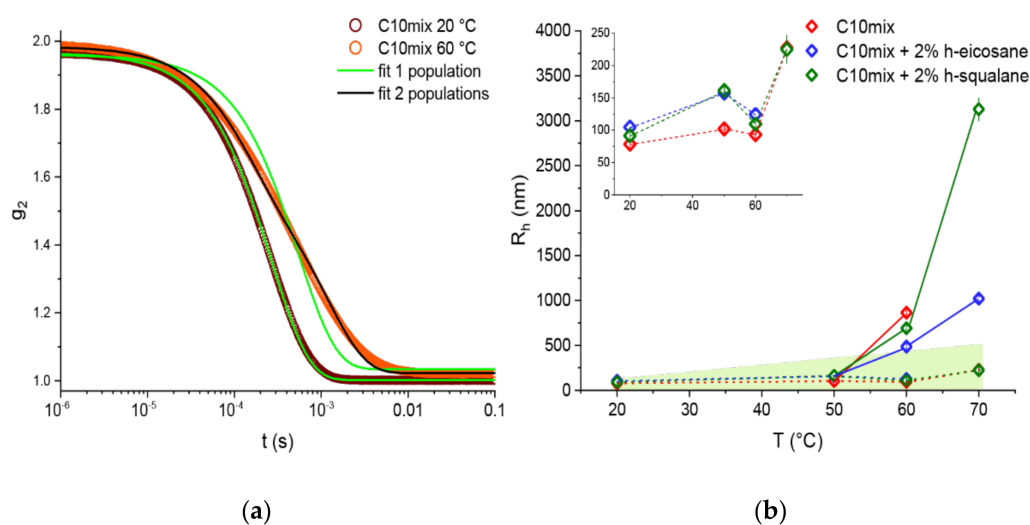 C10mix 20 °C
C10mix 60 °C
fit 1 population
fit 2 populations
2.0
1.8
1.6
1.4
1.2
1.0
g2
10-6
10-5
10-4
10-3
0.01
0.1
t (s)
(a)
C10mix
C10mix + 2% h-eicosane
C10mix + 2% h-squalane
4000
3500
3000
2500
2000
1500
1000
500
0
Rh (nm)
250
200
150
100
50
0
20 30 40 50 60 70
20 30 40 50 60 70
T (°C)
(b)